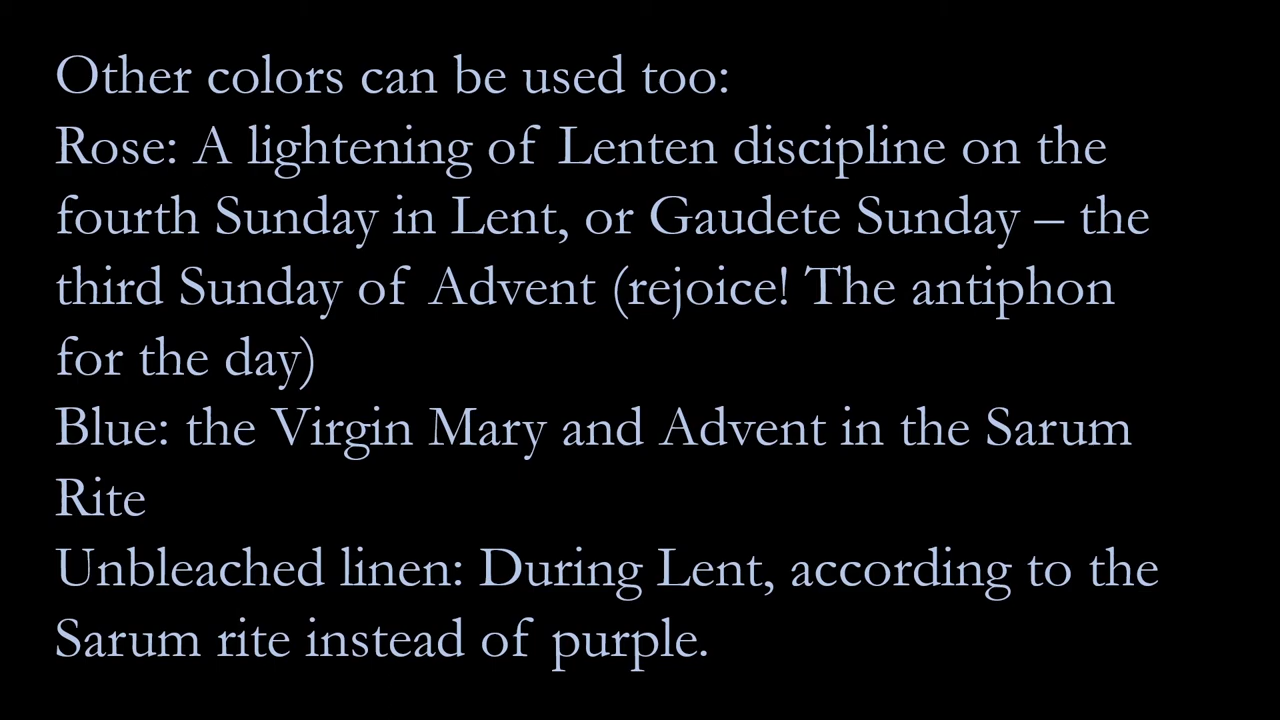 Other colors can be used too:
Rose: A lightening of Lenten discipline on the
fourth Sunday in Lent, or Gaudete Sunday – the
third Sunday of Advent (rejoice! The antiphon
for the day)
Blue: the Virgin Mary and Advent in the Sarum
Rite
Unbleached linen: During Lent, according to the
Sarum rite instead of purple.